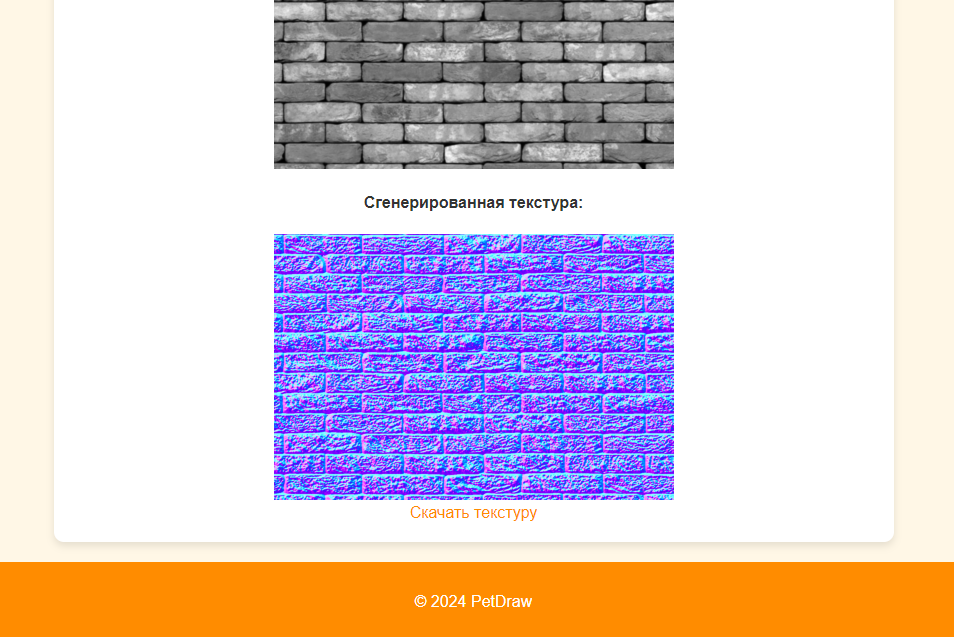 Сгенерированная текстура:
Скачать текстуру
© 2024 PetDraw